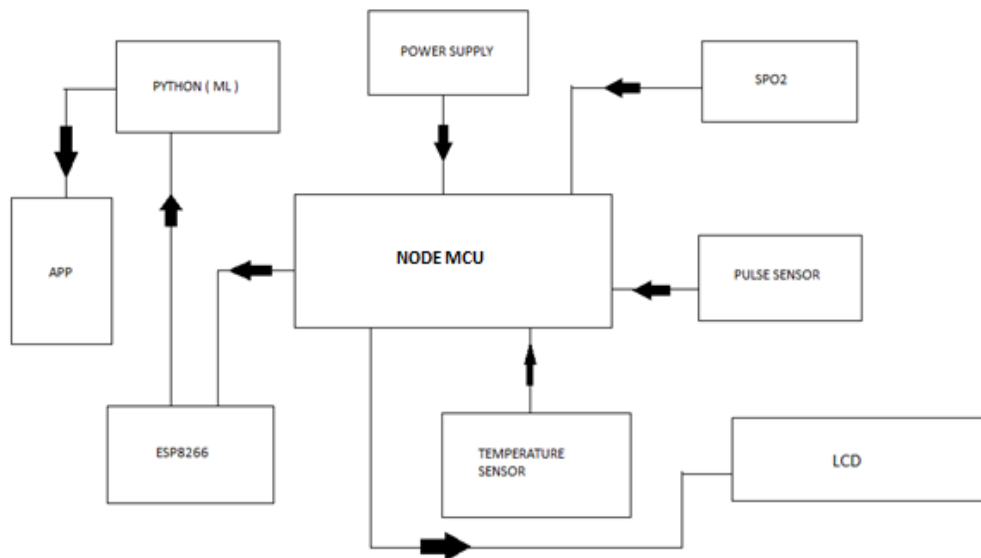 POWER SUPPLY
PYTHON ( ML )
SPO2
APP
NODE MCU
PULSE SENSOR
ESP8266
TEMPERATURE
SENSOR
LCD